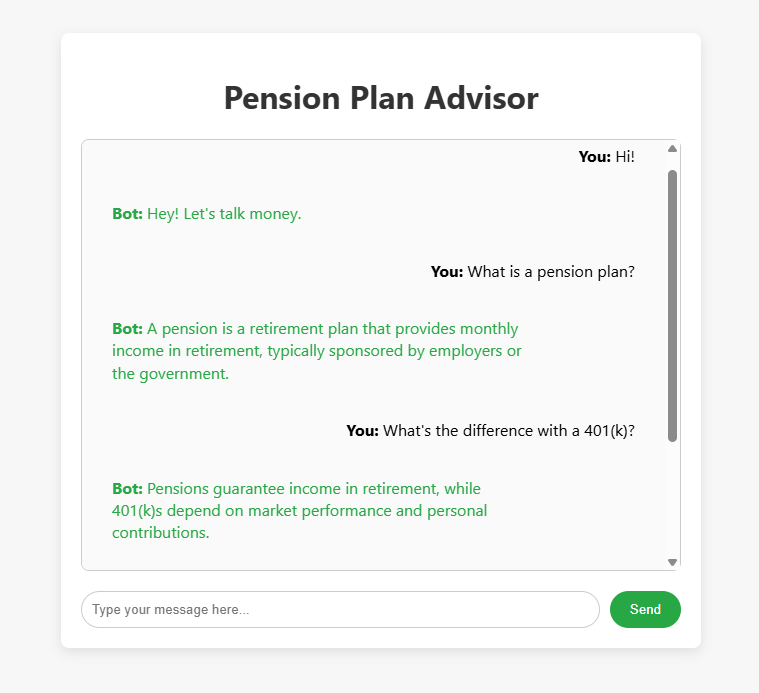 Pension Plan Advisor
You: Hi!
Bot: Hey! Let's talk money.
You: What is a pension plan?
Bot: A pension is a retirement plan that provides monthly
income in retirement, typically sponsored by employers or
the government.
You: What's the difference with a 401(k)?
Bot: Pensions guarantee income in retirement, while
401(k)s depend on market performance and personal
contributions.
Type your message here...
Send